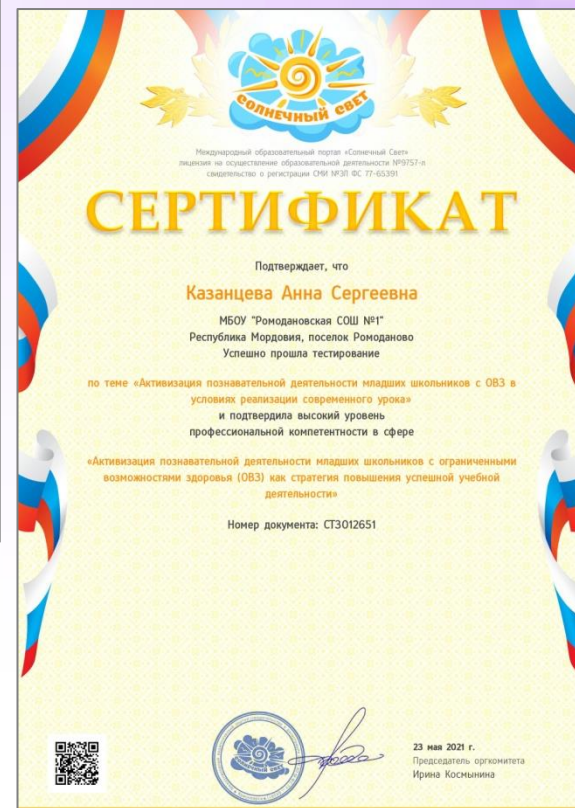 СОЛНЕЧНЫЙ СВЕТ
Международный образовательный портал «Солнечный Свет»
лицензия на осуществление образовательной деятельности №9757-л
свидетельство о регистрации СМИ №ЭЛ ФС 77-65391
СЕРТИФИКАТ
Подтверждает, что
Казанцева Анна Сергеевна
МБОУ "Ромодановская СОШ №1"
Республика Мордовия, поселок Ромоданово
Успешно прошла тестирование
по теме «Активизация познавательной деятельности младших школьников с ОВЗ в
условиях реализации современного урока»
и подтвердила высокий уровень
профессиональной компетентности в сфере
«Активизация познавательной деятельности младших школьников с ограниченными
возможностями здоровья (ОВЗ) как стратегия повышения успешной учебной
деятельности»
Номер документа: СТ3012651
СОЛНЕЧНЫЙ СВЕТ
23 мая 2021 г.
Председатель оргкомитета
Ирина Космынина